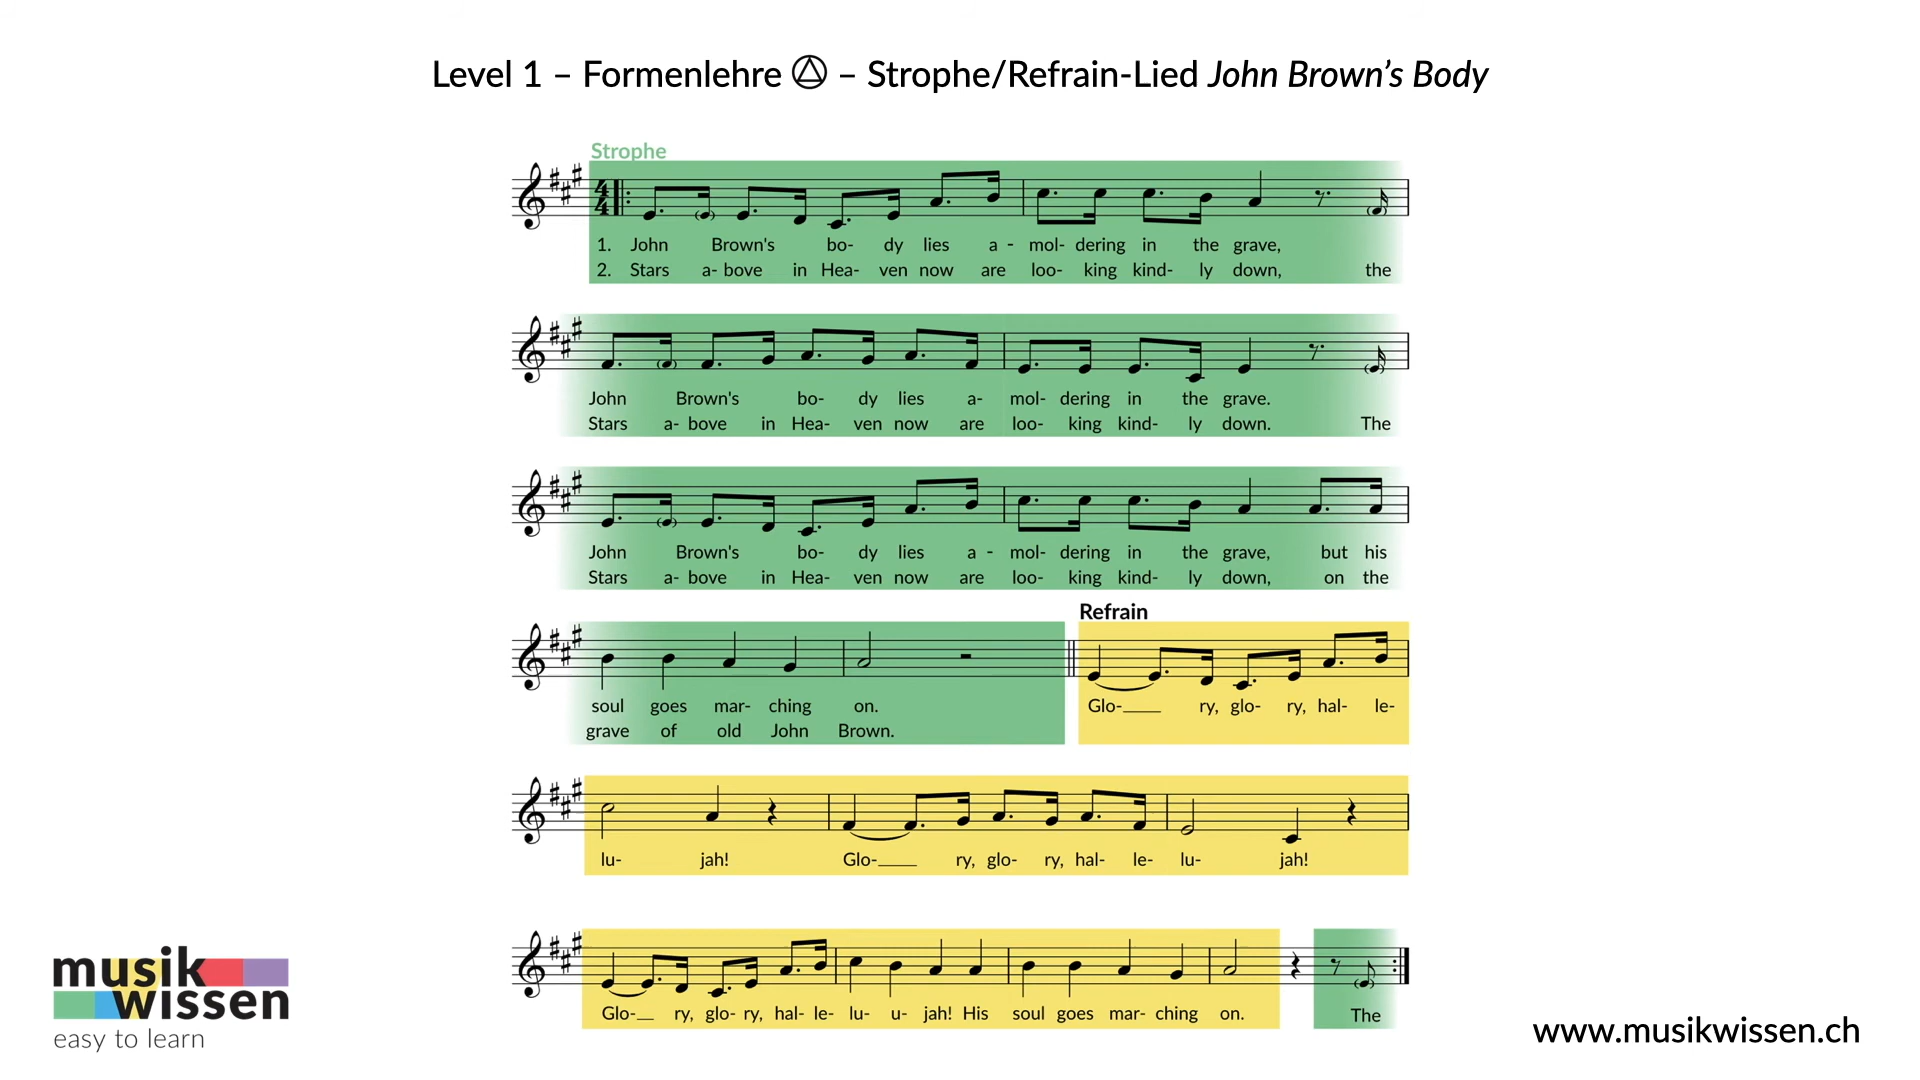 Level 1 – Formenlehre – Strophe/Refrain-Lied John Brown's Body
Strophe
4/4
1. John Brown's bo- dy lies a - mol- dering in the grave,
2. Stars a- bove in Hea- ven now are loo- king kind- ly down, the
John Brown's bo- dy lies a- mol- dering in the grave.
Stars a- bove in Hea- ven now are loo- king kind- ly down. The
John Brown's bo- dy lies a - mol- dering in the grave, but his
Stars a- bove in Hea- ven now are loo- king kind- ly down, on the
Refrain
soul goes mar- ching on. Glo-___ ry, glo- ry, hal- le-
grave of old John Brown.
lu- jah! Glo-___ ry, glo- ry, hal- le- lu- jah!
Glo-__ ry, glo- ry, hal- le- lu- u- jah! His soul goes mar- ching on. The
musik
wissen
easy to learn
www.musikwissen.ch